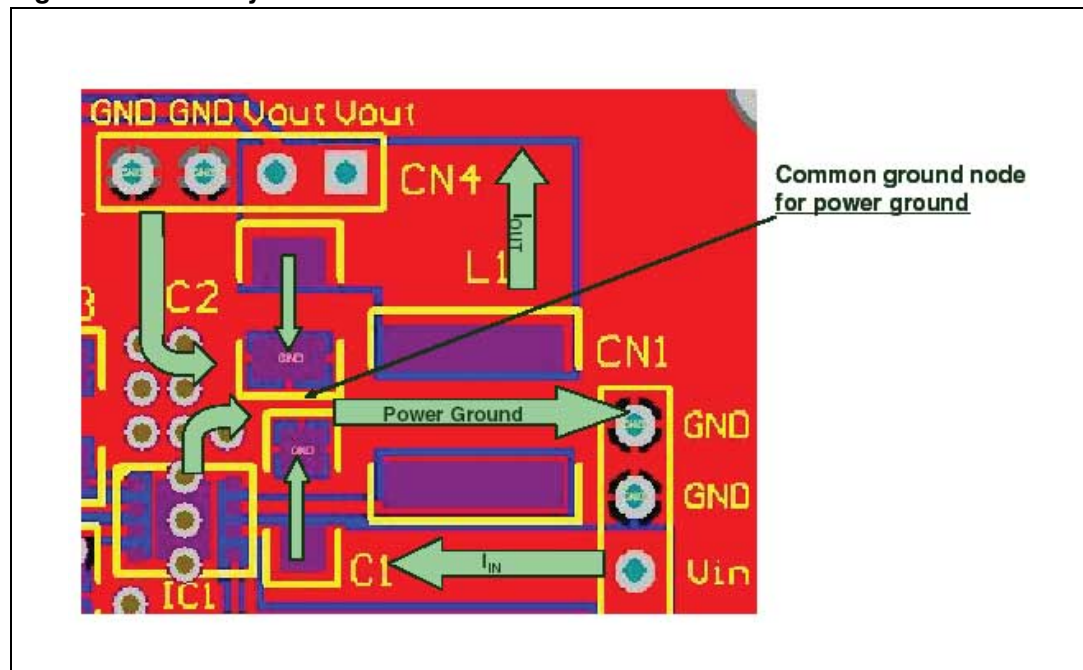 GND GND Vout Vout
CN4
Common ground node
for power ground
IOUT
L1
C2
GND
CN1
Power Ground
GND
GND
GND
C1
IIN
Vin
IC1